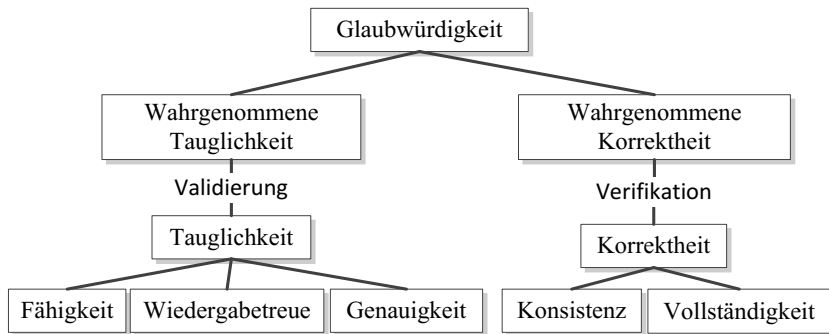 Glaubwürdigkeit
Wahrgenommene
Tauglichkeit
Wahrgenommene
Korrektheit
Validierung
Verifikation
Tauglichkeit
Korrektheit
Fähigkeit
Wiedergabetreue
Genauigkeit
Konsistenz
Vollständigkeit